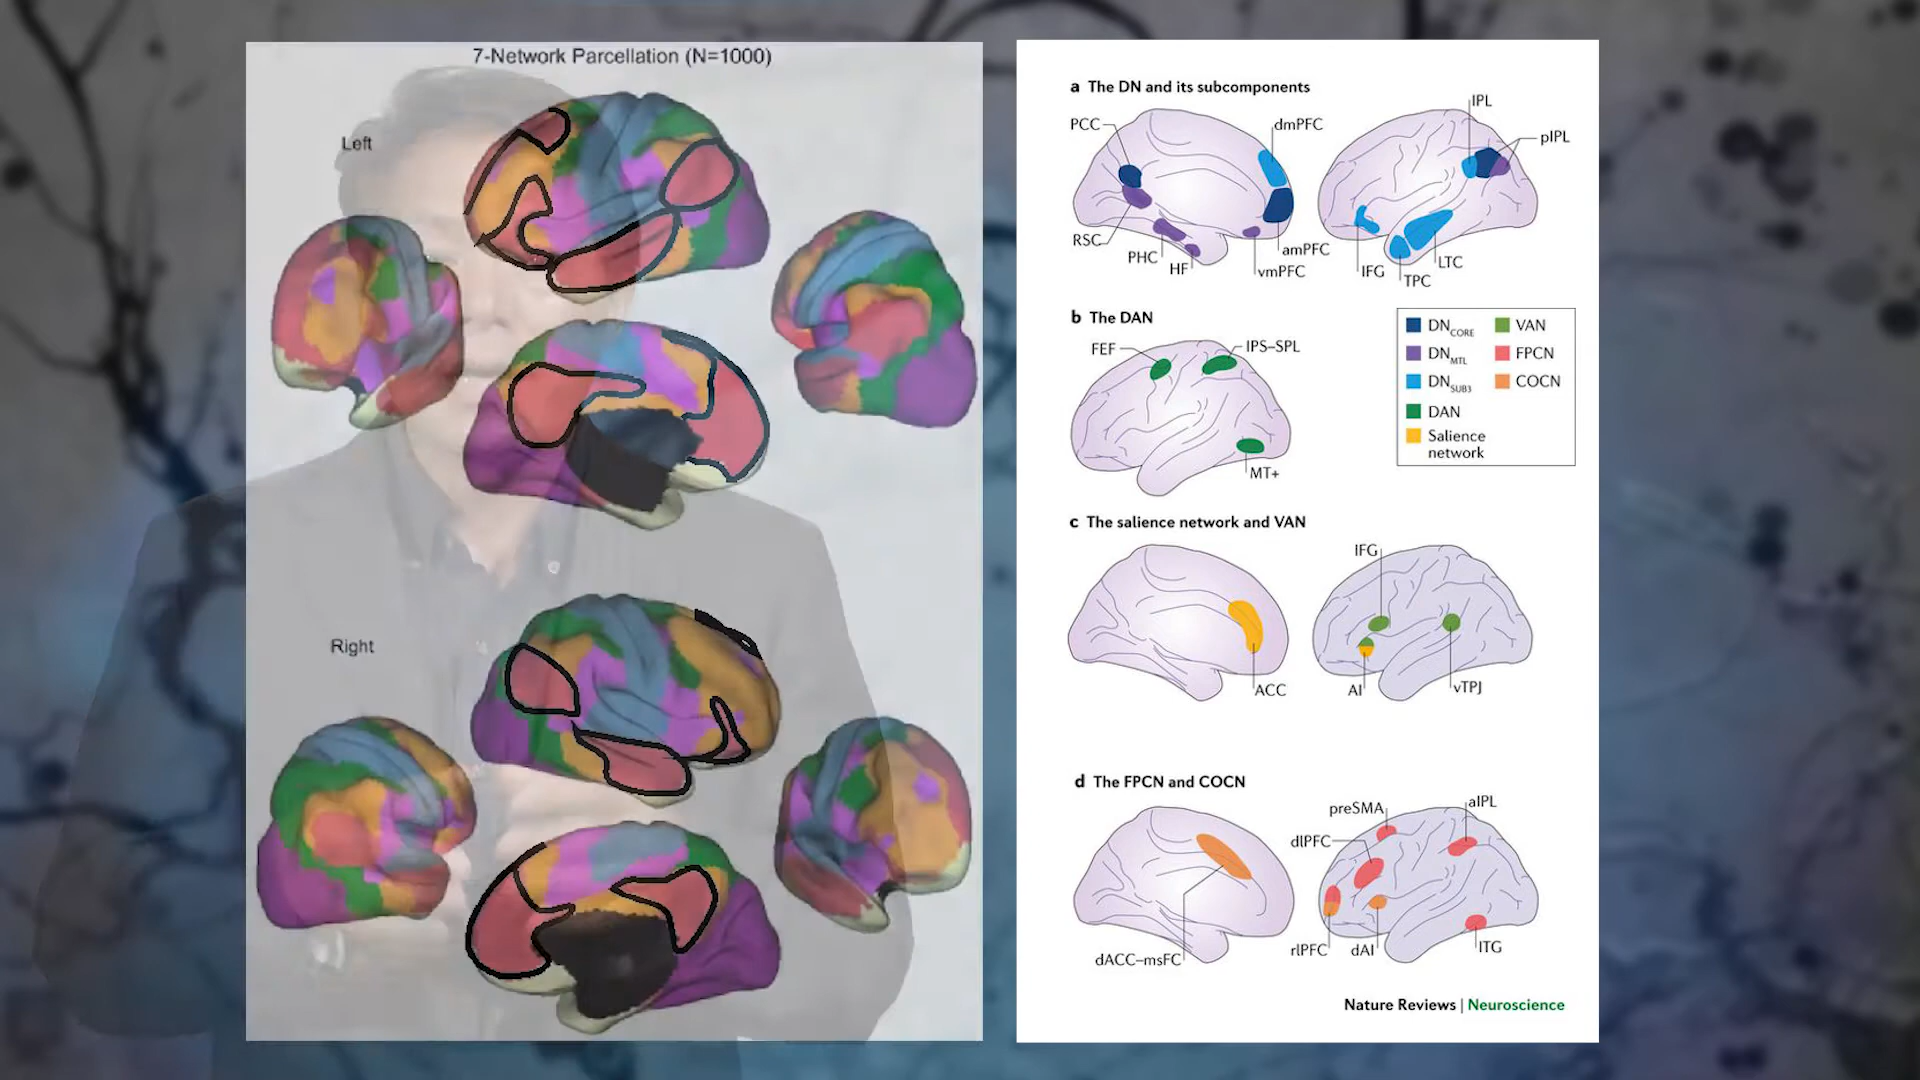 7-Network Parcellation (N=1000)
Left
Right
a The DN and its subcomponents
PCC
dmPFC
IPL
pIPL
RSC
PHC
HF
vmPFC
amPFC
IFG
TPC
LTC
b The DAN
FEF
IPS–SPL
MT+
DNCORE
DNMTL
DNSUB3
DAN
Salience
network
VAN
FPCN
COCN
c The salience network and VAN
IFG
ACC
AI
vTPJ
d The FPCN and COCN
preSMA
aIPL
dlPFC
dACC–msFC
rlPFC
dAI
ITG
Nature Reviews | Neuroscience